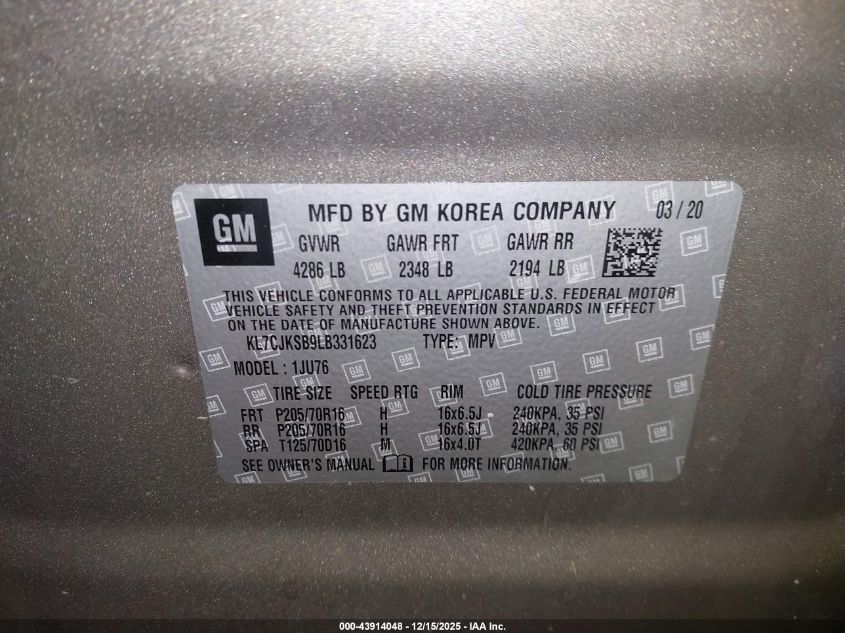 GM MFD BY GM KOREA COMPANY 03 / 20
GVWR GAWR FRT GAWR RR
4286 LB 2348 LB 2194 LB
THIS VEHICLE CONFORMS TO ALL APPLICABLE U.S. FEDERAL MOTOR
VEHICLE SAFETY AND THEFT PREVENTION STANDARDS IN EFFECT
ON THE DATE OF MANUFACTURE SHOWN ABOVE.
KL7CJKSB9LB331623 TYPE: MPV
MODEL : 1JU76
TIRE SIZE SPEED RTG RIM COLD TIRE PRESSURE
FRT P205/70R16 H 16x6.5J 240KPA, 35 PSI
RR P205/70R16 H 16x6.5J 240KPA, 35 PSI
SPA T125/70D16 M 16x4.0T 420KPA, 60 PSI
SEE OWNER'S MANUAL FOR MORE INFORMATION.
000-43914048 - 12/15/2025 - IAA Inc.